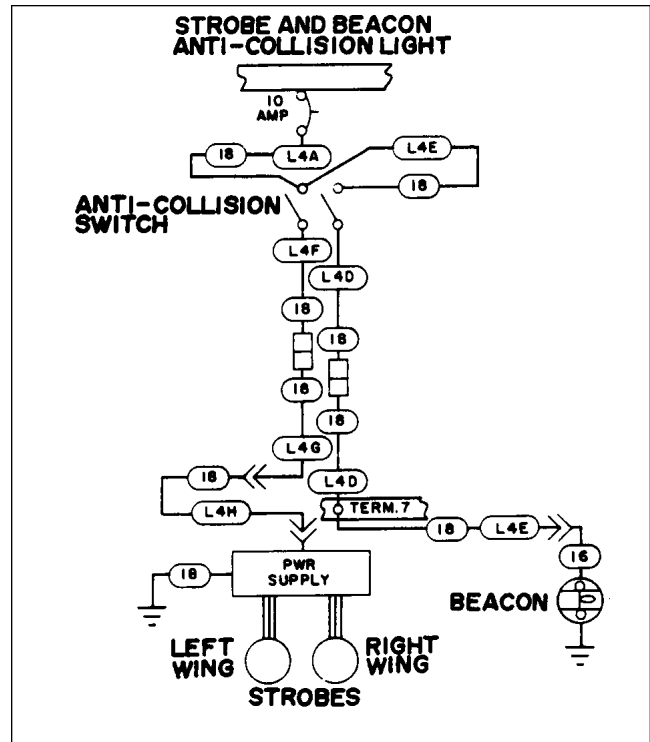 STROBE AND BEACON
ANTI-COLLISION LIGHT
10
AMP
18
L4A
L4E
18
ANTI-COLLISION
SWITCH
L4F
L4D
18
18
18
18
L4G
18
L4D
L4H
TERM. 7
18
L4E
18
PWR
SUPPLY
16
BEACON
LEFT
WING
RIGHT
WING
STROBES